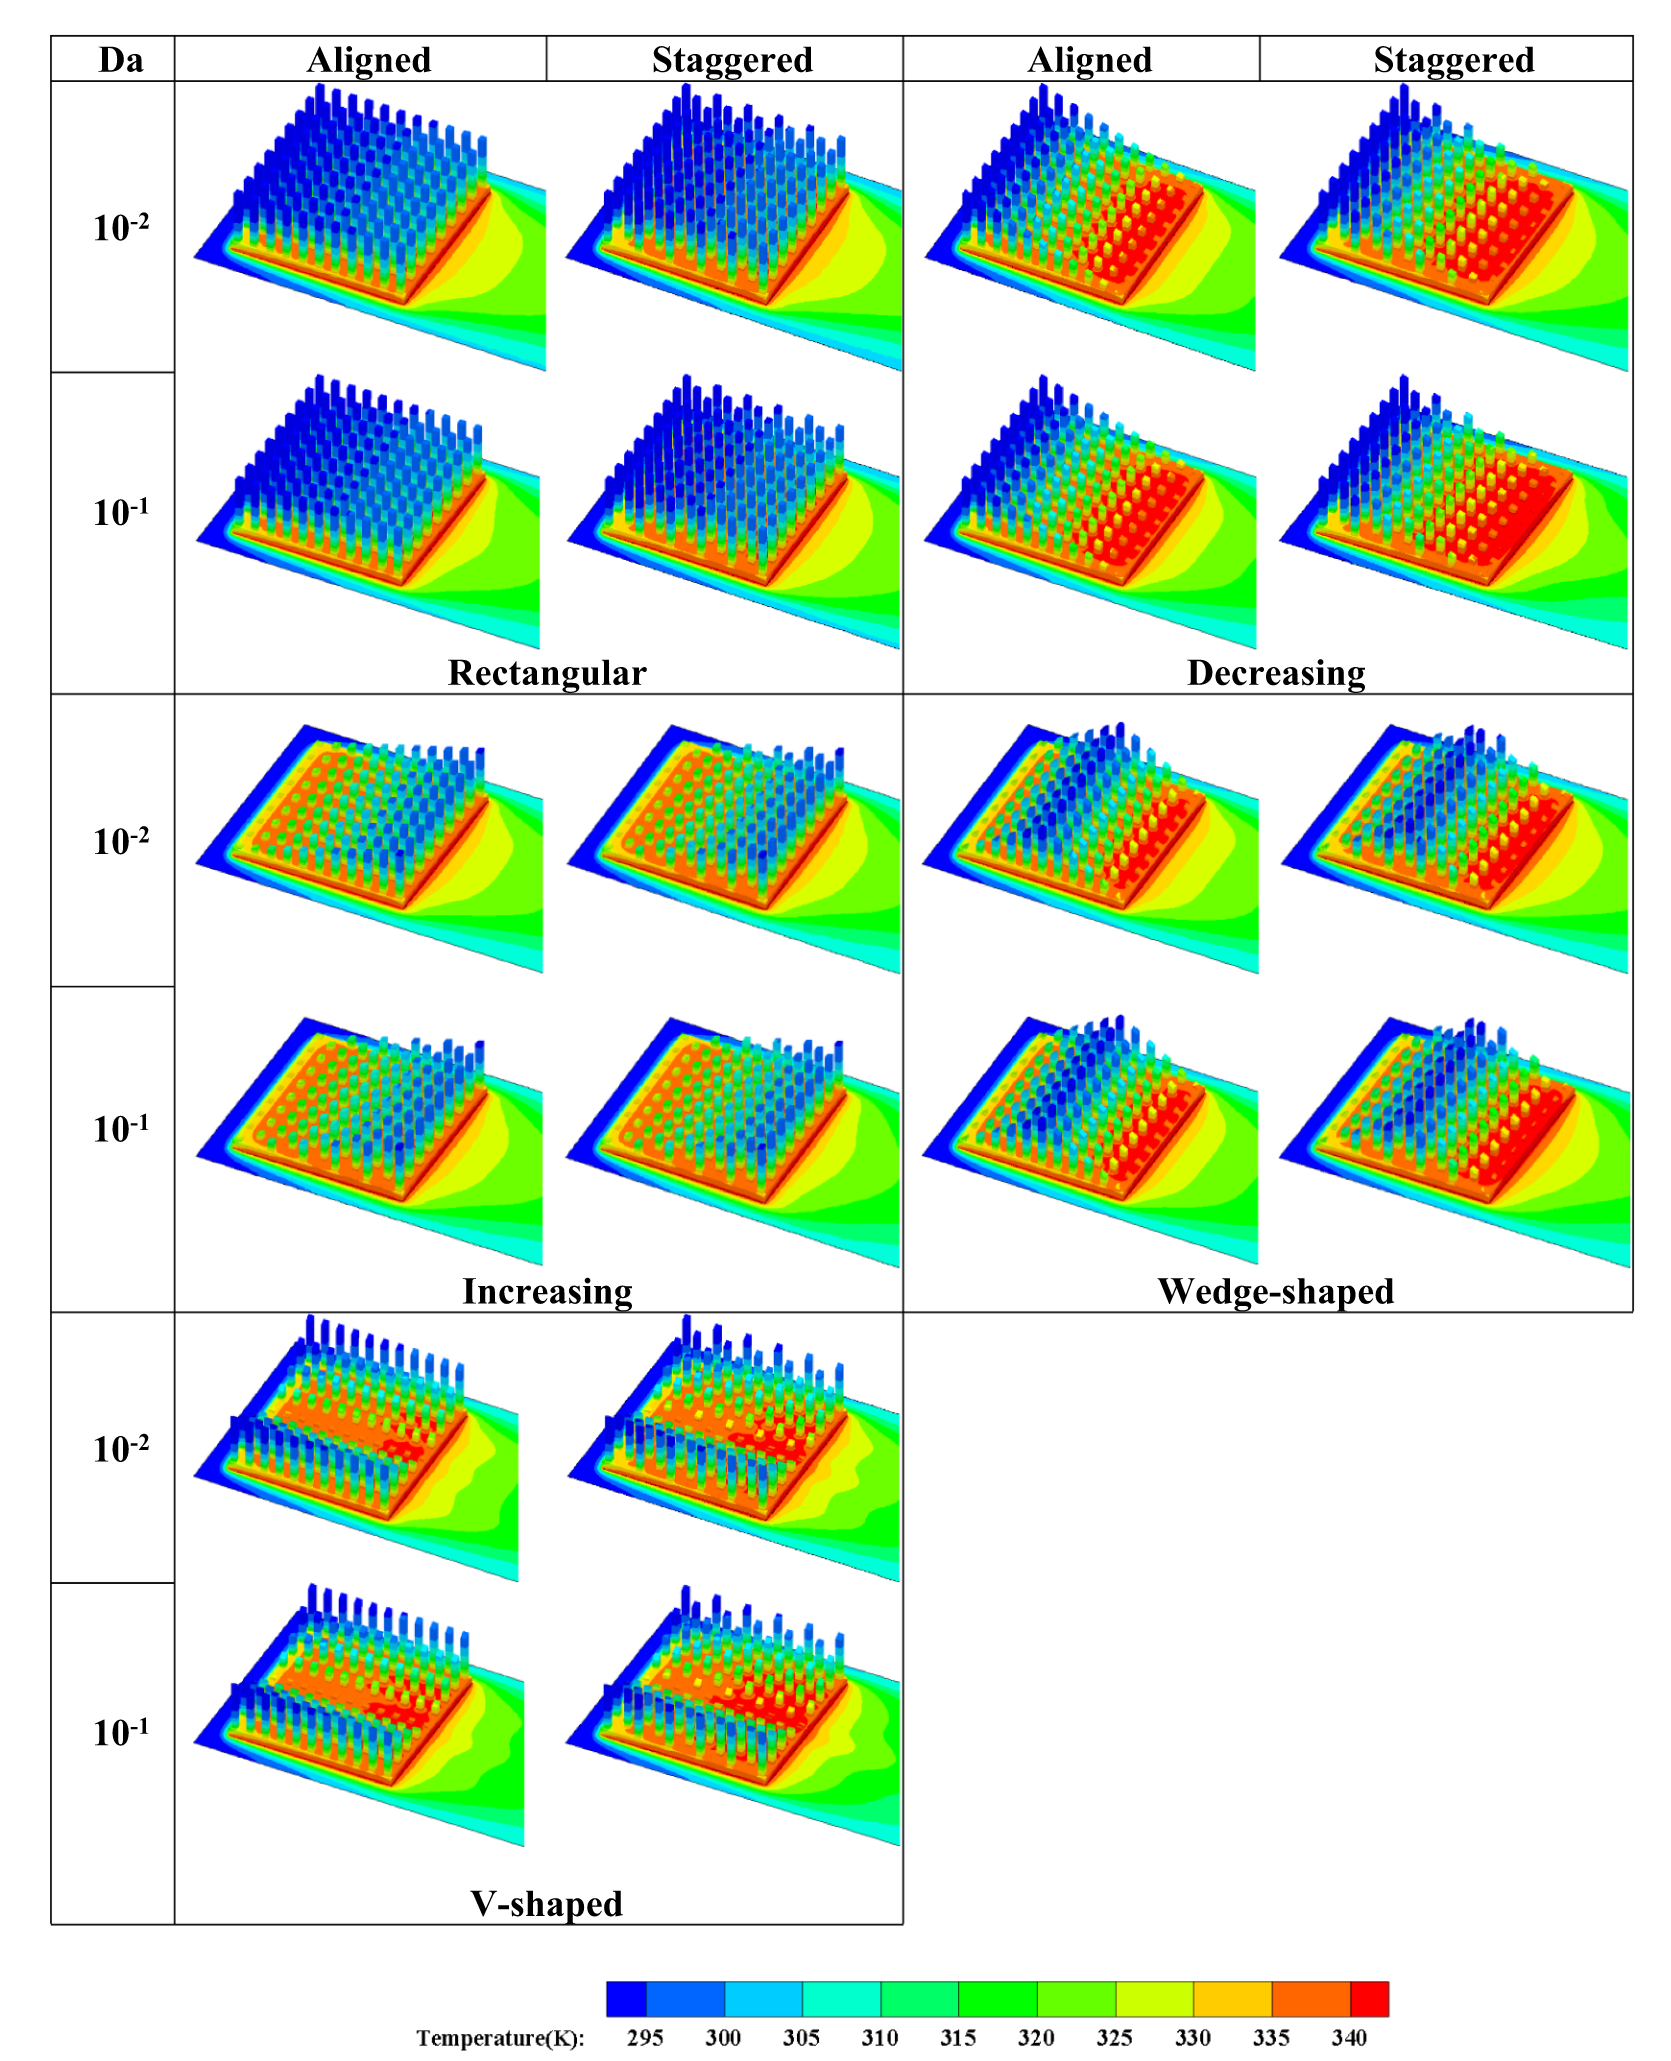 Da Aligned Staggered Aligned Staggered
10-2
10-1
Rectangular Decreasing
10-2
10-1
Increasing Wedge-shaped
10-2
10-1
V-shaped
Temperature(K): 295 300 305 310 315 320 325 330 335 340